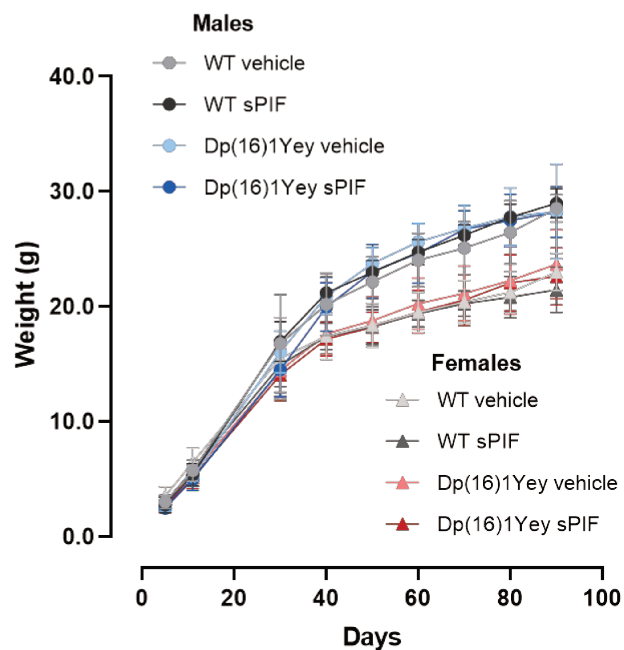 Males
WT vehicle
WT sPIF
Dp(16)1Yey vehicle
Dp(16)1Yey sPIF
40.0
30.0
20.0
10.0
0.0
Weight (g)
Females
WT vehicle
WT sPIF
Dp(16)1Yey vehicle
Dp(16)1Yey sPIF
0 20 40 60 80 100
Days